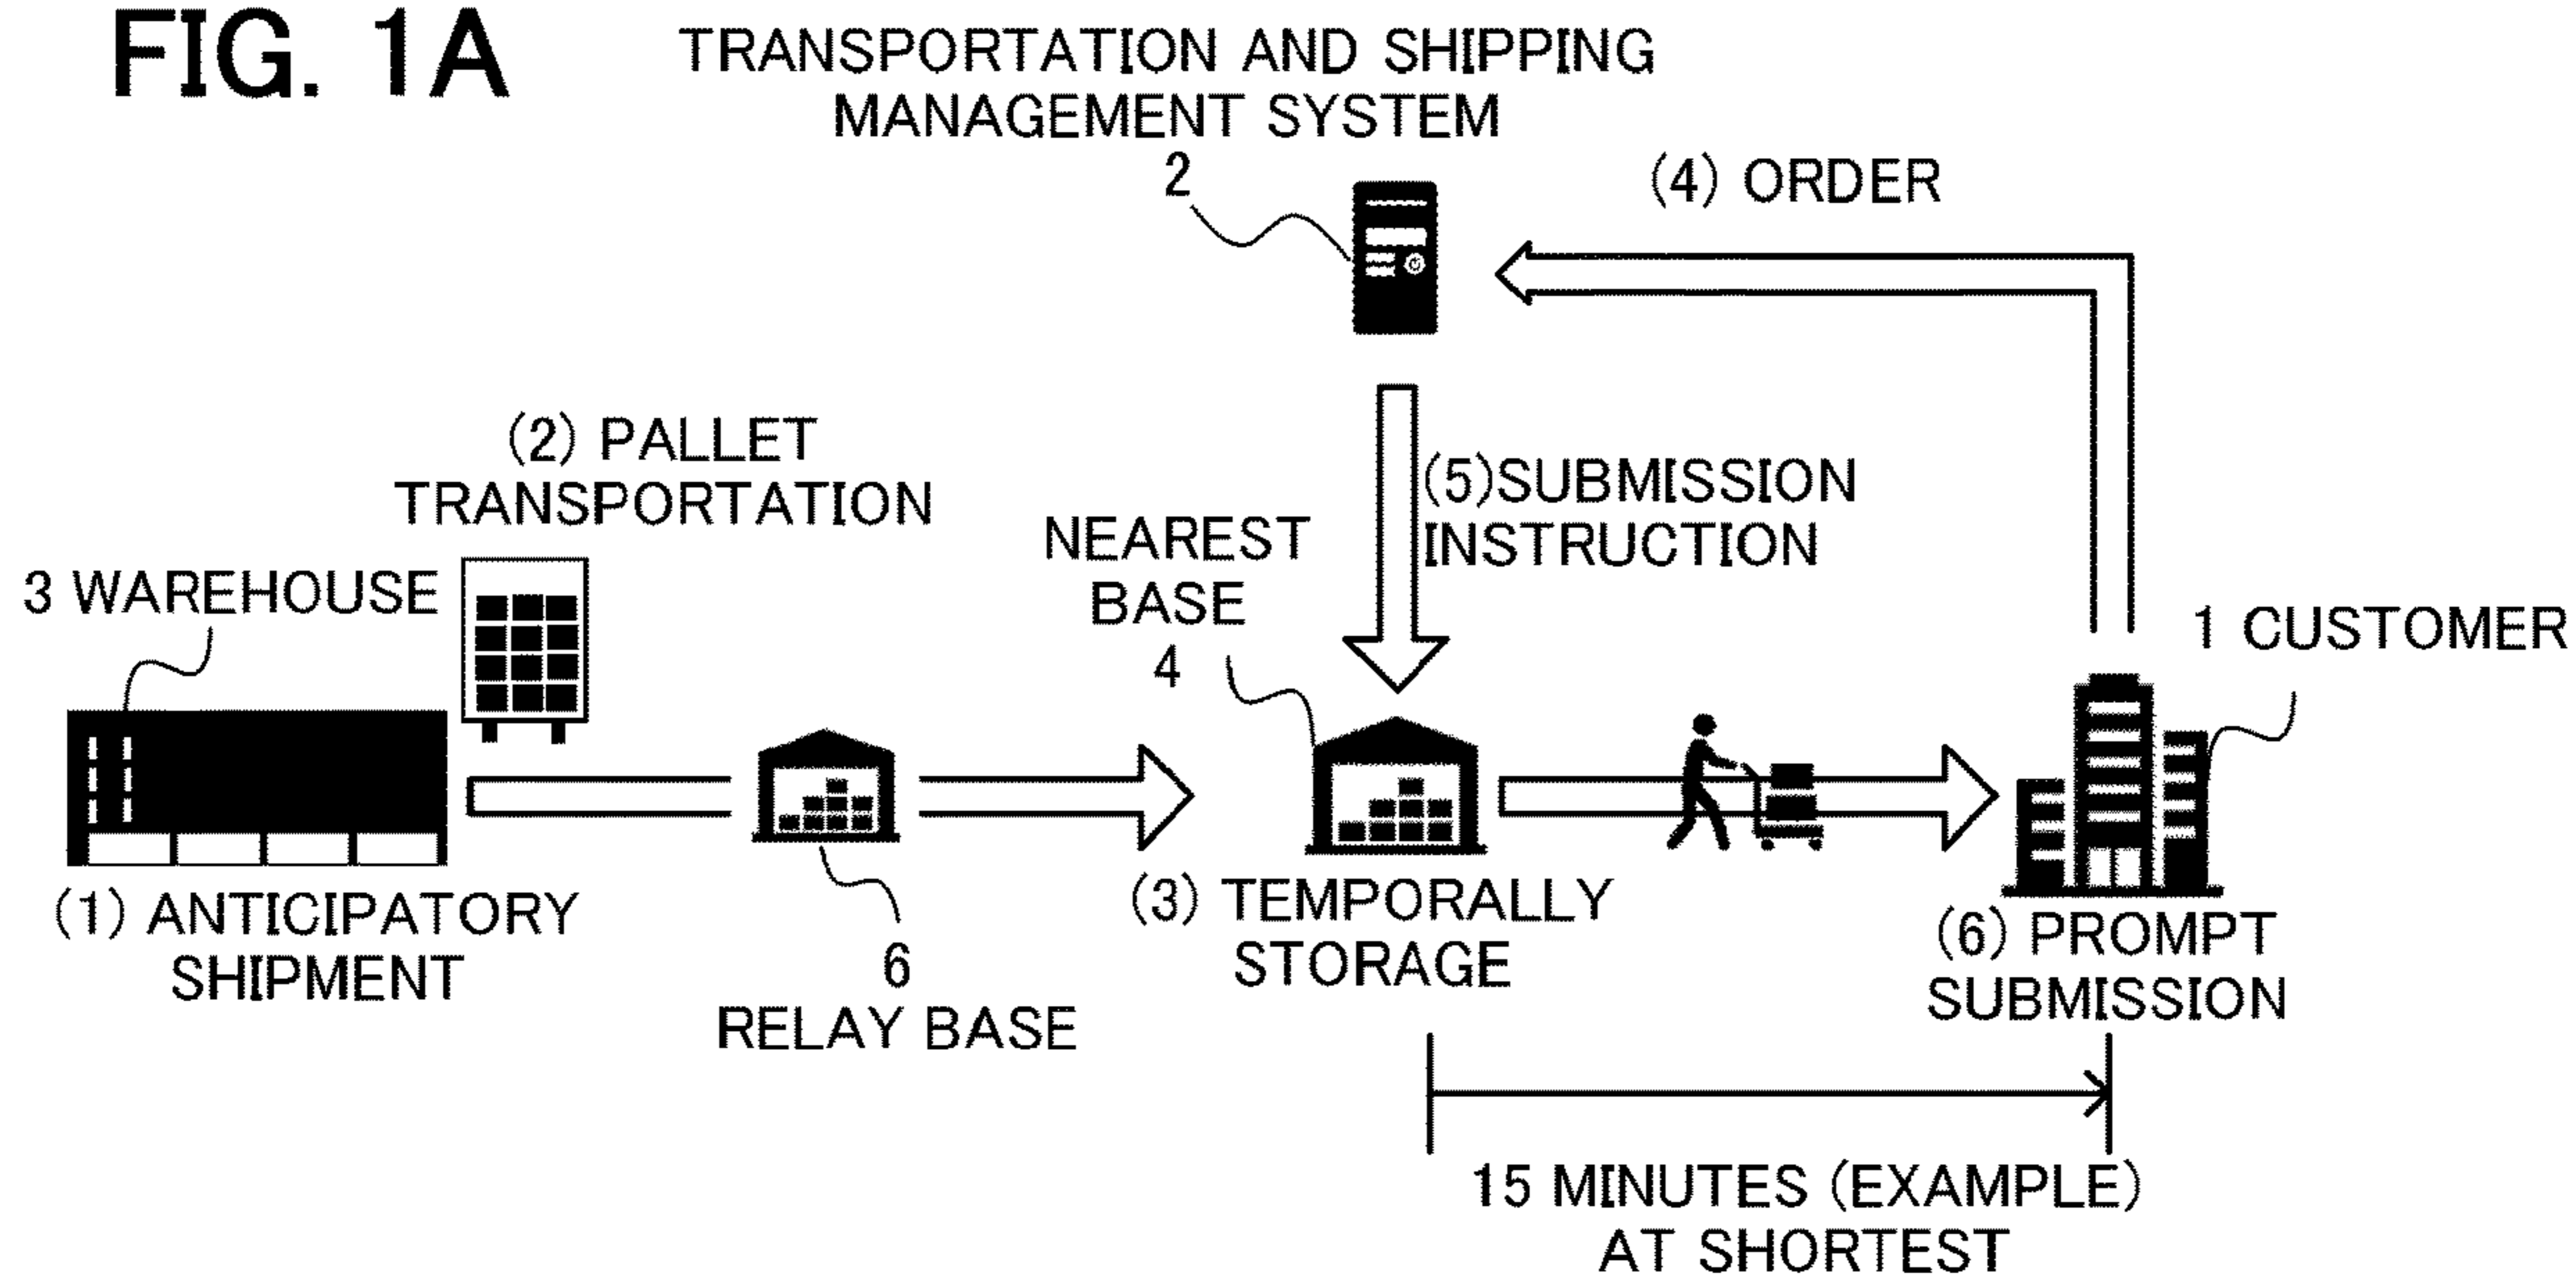 FIG. 1A
TRANSPORTATION AND SHIPPING
MANAGEMENT SYSTEM
2
(4) ORDER
(2) PALLET
TRANSPORTATION
(5)SUBMISSION
INSTRUCTION
NEAREST
BASE
4
3 WAREHOUSE
1 CUSTOMER
(1) ANTICIPATORY
SHIPMENT
6
RELAY BASE
(3) TEMPORALLY
STORAGE
(6) PROMPT
SUBMISSION
15 MINUTES (EXAMPLE)
AT SHORTEST